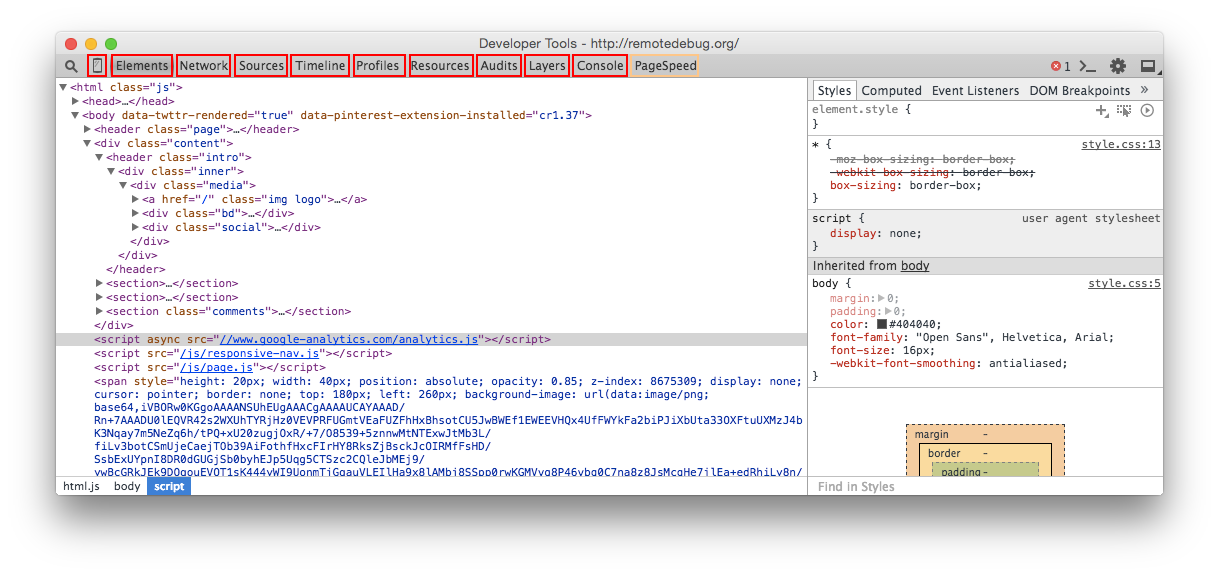 Developer Tools - http://remotedebug.org/
Elements Network Sources Timeline Profiles Resources Audits Layers Console PageSpeed 1
<html class="js">
<head>…</head>
<body data-twttr-rendered="true" data-pinterest-extension-installed="cr1.37">
<header class="page">…</header>
<div class="content">
<header class="intro">
<div class="inner">
<div class="media">
<a href="/" class="img logo">…</a>
<div class="bd">…</div>
<div class="social">…</div>
</div>
</div>
</header>
<section>…</section>
<section>…</section>
<section class="comments">…</section>
</div>
<script async src="//www.google-analytics.com/analytics.js"></script>
<script src="/js/responsive-nav.js"></script>
<script src="/js/page.js"></script>
<span style="height: 20px; width: 40px; position: absolute; opacity: 0.85; z-index: 8675309; display: none;
cursor: pointer; border: none; top: 180px; left: 260px; background-image: url(data:image/png;
base64,iVBORw0KGgoAAAANSUhEUgAAACgAAAAUCAYAAAD/
Rn+7AAADU0lEQVR42s2WXUhTYRjHz0VEVPRFUGmtVEaFUZFhHxBhsotCU5JwBWEf1EWEEVHQx4UfFWYkFa2biPJiXbUta33OXFtuUXMzJ4b
K3Nqay7m5NeZq6h/tPQ+xU20zugjOxR/+7/O8539+5znnwMtNTExwJtMb3L/
fiLv3botCSmUjeCaejTOb39AiFothfHxcFIrHY8RksZjBsckJcOIRMfFsHD/
SsbExUYpnI8DR0dGUGjSb0byhEJp5Uqg5CTSzc2CQleJbMEj9/
html.js body script
Styles Computed Event Listeners DOM Breakpoints »
element.style {
}
* { style.css:13
-moz-box-sizing: border-box;
-webkit-box-sizing: border-box;
box-sizing: border-box;
}
script { user agent stylesheet
display: none;
}
Inherited from body
body { style.css:5
margin: 0;
padding: 0;
color: #404040;
font-family: "Open Sans", Helvetica, Arial;
font-size: 16px;
-webkit-font-smoothing: antialiased;
}
margin -
border -
padding -
Find in Styles